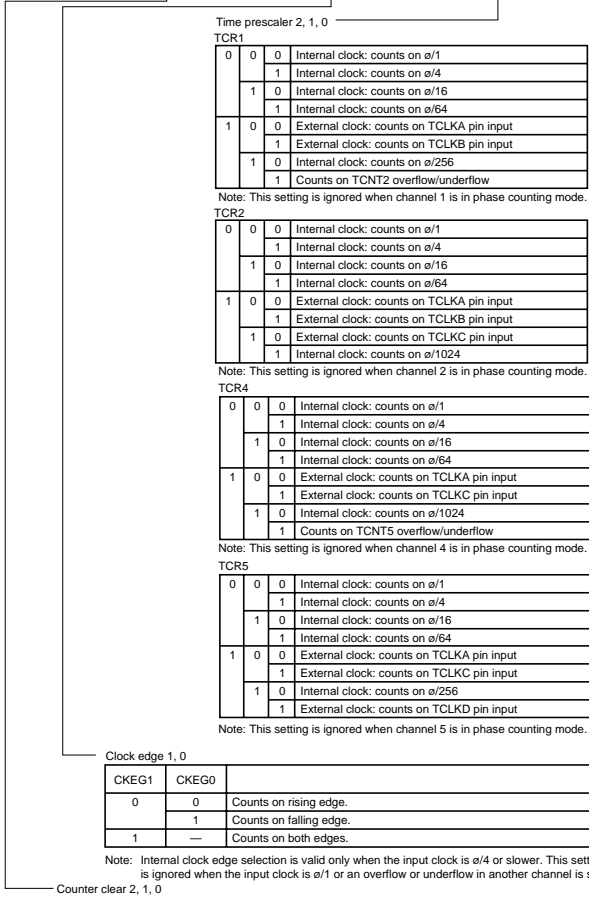 Time prescaler 2, 1, 0
TCR1
0 0 0 Internal clock: counts on ø/1
1 Internal clock: counts on ø/4
1 0 Internal clock: counts on ø/16
1 Internal clock: counts on ø/64
1 0 0 External clock: counts on TCLKA pin input
1 External clock: counts on TCLKB pin input
1 0 Internal clock: counts on ø/256
1 Counts on TCNT2 overflow/underflow
Note: This setting is ignored when channel 1 is in phase counting mode.
TCR2
0 0 0 Internal clock: counts on ø/1
1 Internal clock: counts on ø/4
1 0 Internal clock: counts on ø/16
1 Internal clock: counts on ø/64
1 0 0 External clock: counts on TCLKA pin input
1 External clock: counts on TCLKB pin input
1 0 External clock: counts on TCLKC pin input
1 Internal clock: counts on ø/1024
Note: This setting is ignored when channel 2 is in phase counting mode.
TCR4
0 0 0 Internal clock: counts on ø/1
1 Internal clock: counts on ø/4
1 0 Internal clock: counts on ø/16
1 Internal clock: counts on ø/64
1 0 0 External clock: counts on TCLKA pin input
1 External clock: counts on TCLKC pin input
1 0 Internal clock: counts on ø/1024
1 Counts on TCNT5 overflow/underflow
Note: This setting is ignored when channel 4 is in phase counting mode.
TCR5
0 0 0 Internal clock: counts on ø/1
1 Internal clock: counts on ø/4
1 0 Internal clock: counts on ø/16
1 Internal clock: counts on ø/64
1 0 0 External clock: counts on TCLKA pin input
1 External clock: counts on TCLKC pin input
1 0 Internal clock: counts on ø/256
1 External clock: counts on TCLKD pin input
Note: This setting is ignored when channel 5 is in phase counting mode.
Clock edge 1, 0
CKEG1 CKEG0
0 0 Counts on rising edge.
1 Counts on falling edge.
1 — Counts on both edges.
Note: Internal clock edge selection is valid only when the input clock is ø/4 or slower. This
is ignored when the input clock is ø/1 or an overflow or underflow in another channel is
Counter clear 2, 1, 0